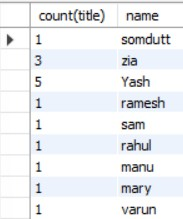 count(title) name
1 somdutt
3 zia
5 Yash
1 ramesh
1 sam
1 rahul
1 manu
1 mary
1 varun